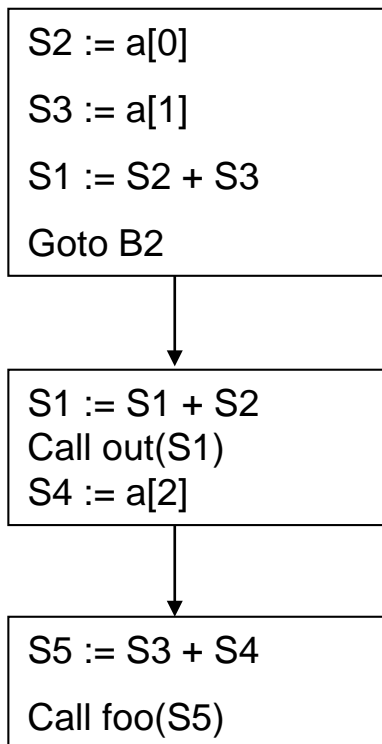 S2 := a[0]
S3 := a[1]
S1 := S2 + S3
Goto B2
S1 := S1 + S2
Call out(S1)
S4 := a[2]
S5 := S3 + S4
Call foo(S5)